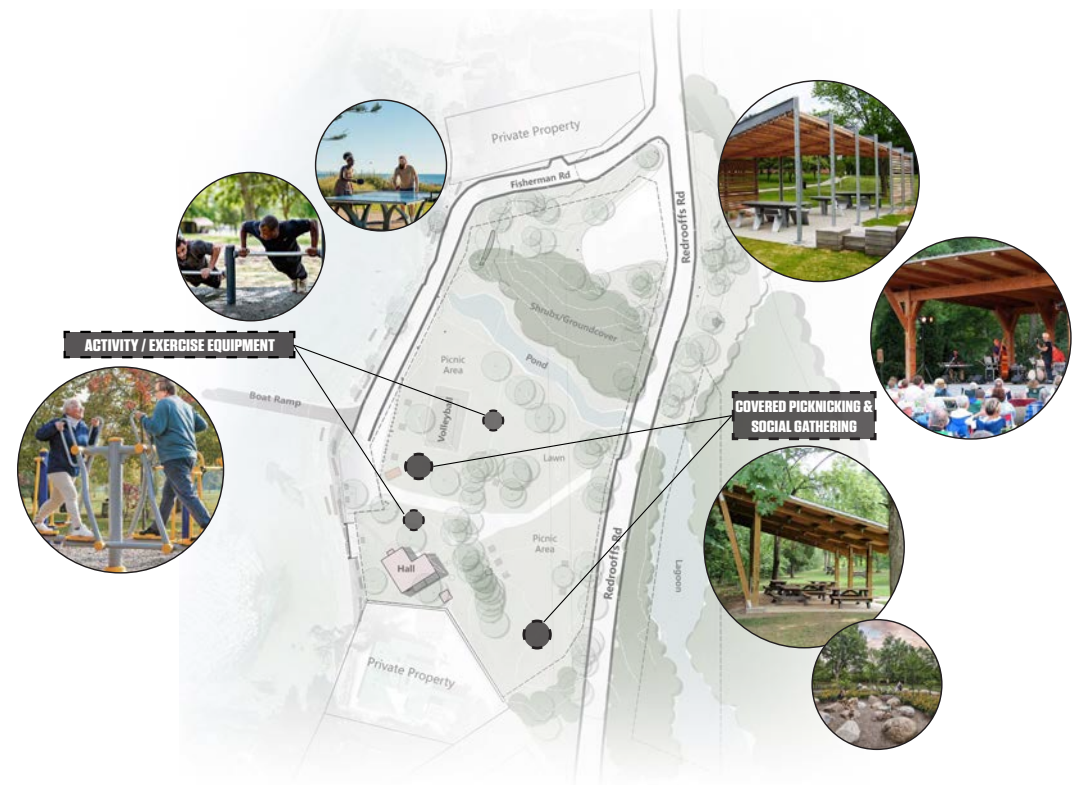 Private Property
Fisherman Rd
Redrooffs Rd
Shrubs/Groundcover
ACTIVITY / EXERCISE EQUIPMENT
Pond
Picnic
Area
Boat Ramp
Volleyball
COVERED PICKNICKING &
SOCIAL GATHERING
Lawn
Picnic
Area
Redrooffs Rd
Hall
Lagoon
Private Property